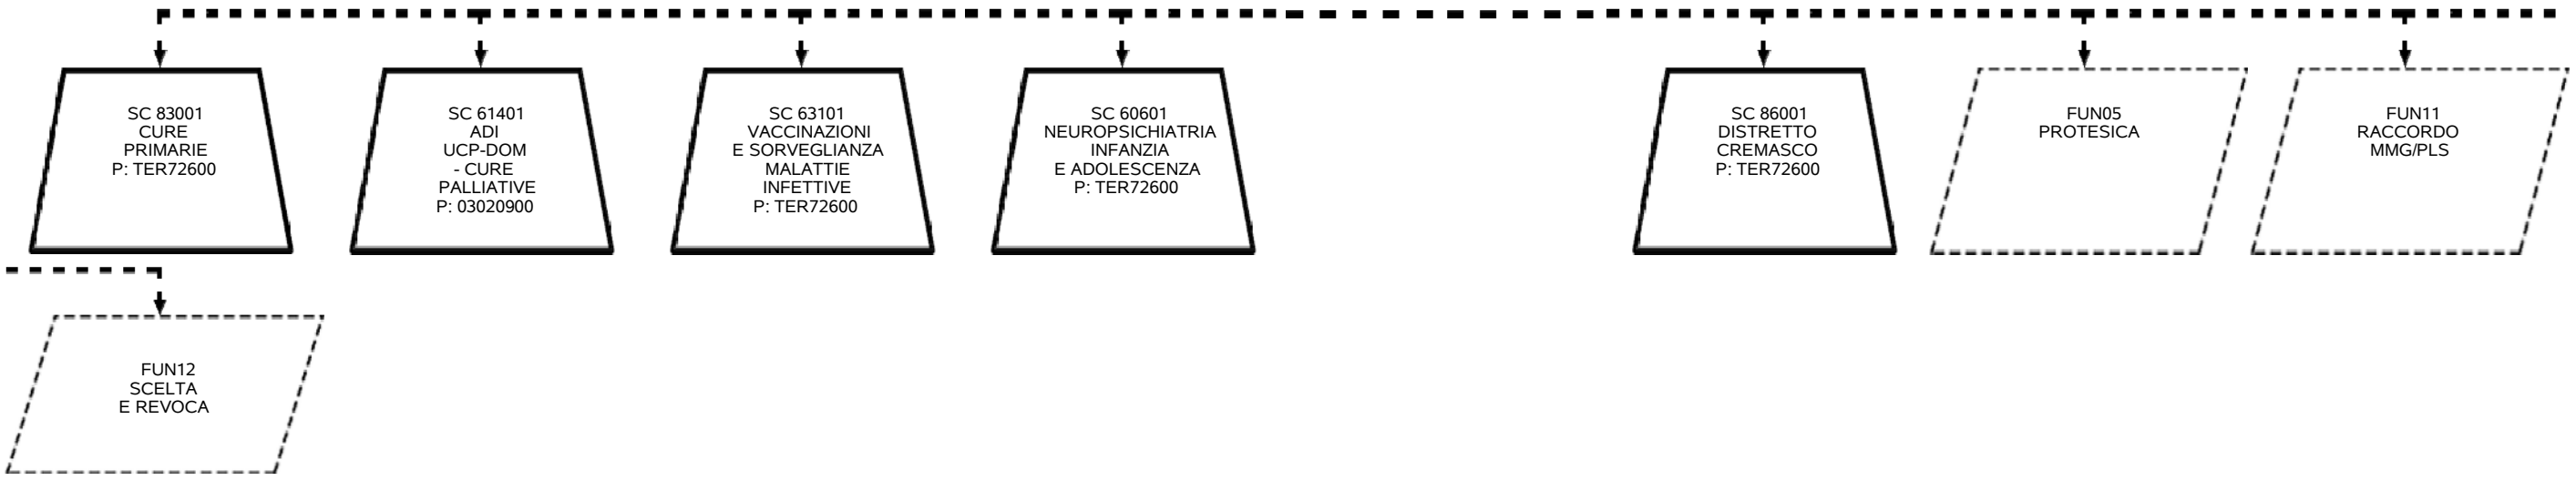 SC 83001
CURE
PRIMARIE
P: TER72600
SC 61401
ADI
UCP-DOM
- CURE
PALLIATIVE
P: 03020900
SC 63101
VACCINAZIONI
E SORVEGLIANZA
MALATTIE
INFETTIVE
P: TER72600
SC 60601
NEUROPSICHIATRIA
INFANZIA
E ADOLESCENZA
P: TER72600
SC 86001
DISTRETTO
CREMASCO
P: TER72600
FUN05
PROTESICA
FUN11
RACCORDO
MMG/PLS
FUN12
SCELTA
E REVOCA